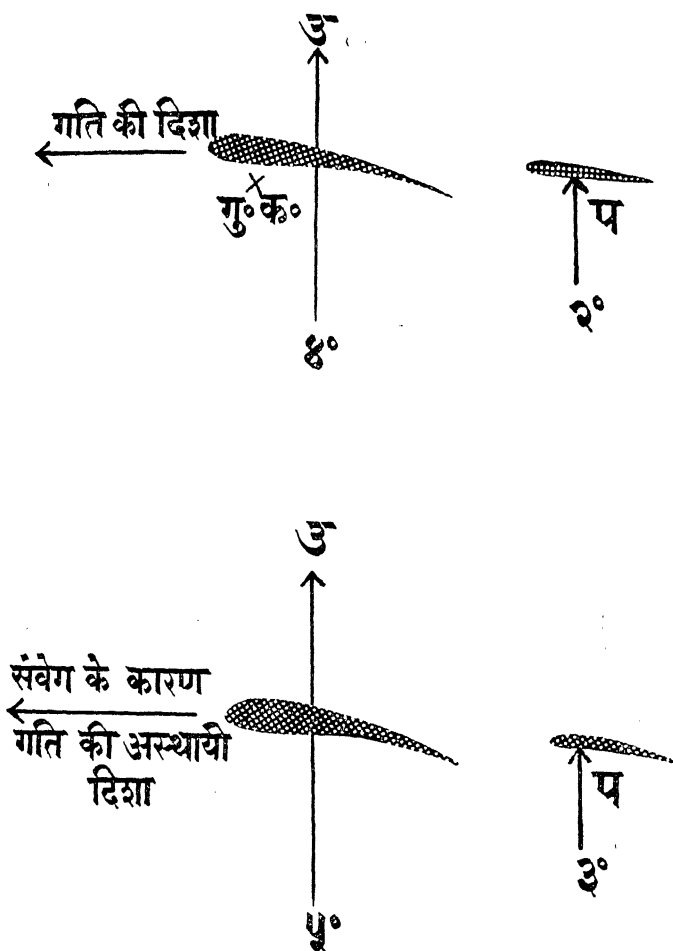 उ
गति की दिशा
गु॰ क॰
प
२°
४°
उ
संवेग के कारण
गति की अस्थायी
दिशा
प
३°
५°